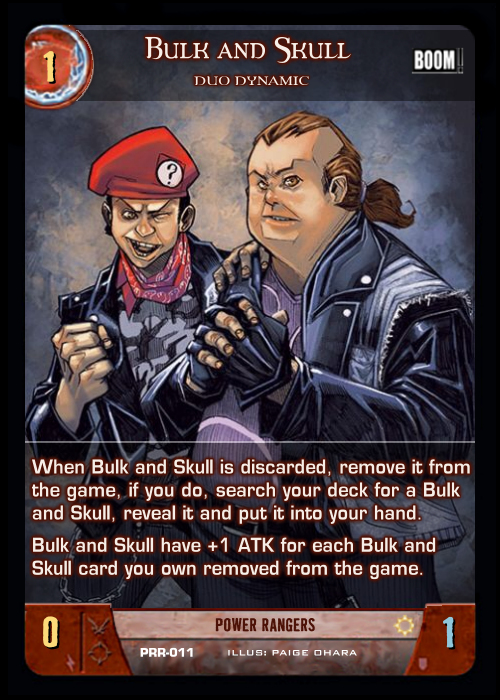 1
Bulk and Skull
BOOM
DUO DYNAMIC
?
When Bulk and Skull is discarded, remove it from
the game, if you do, search your deck for a Bulk
and Skull, reveal it and put it into your hand.
Bulk and Skull have +1 ATK for each Bulk and
Skull card you own removed from the game.
0
POWER RANGERS
1
PRR-011 ILLUS: PAIGE OHARA